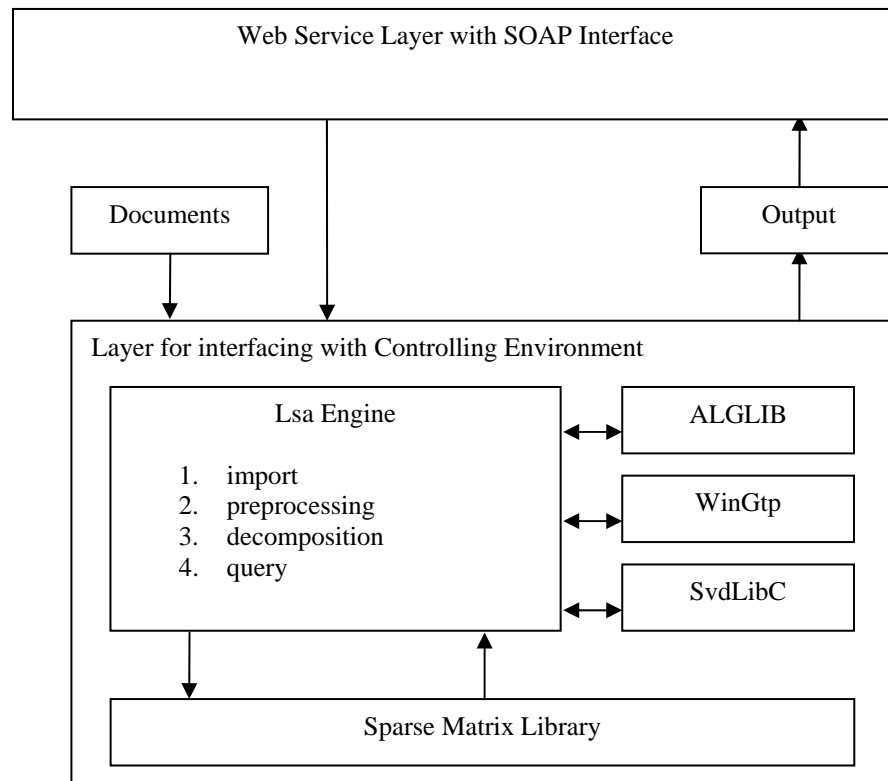 Web Service Layer with SOAP Interface
Documents
Output
Layer for interfacing with Controlling Environment
Lsa Engine
1. import
2. preprocessing
3. decomposition
4. query
ALGLIB
WinGtp
SvdLibC
Sparse Matrix Library